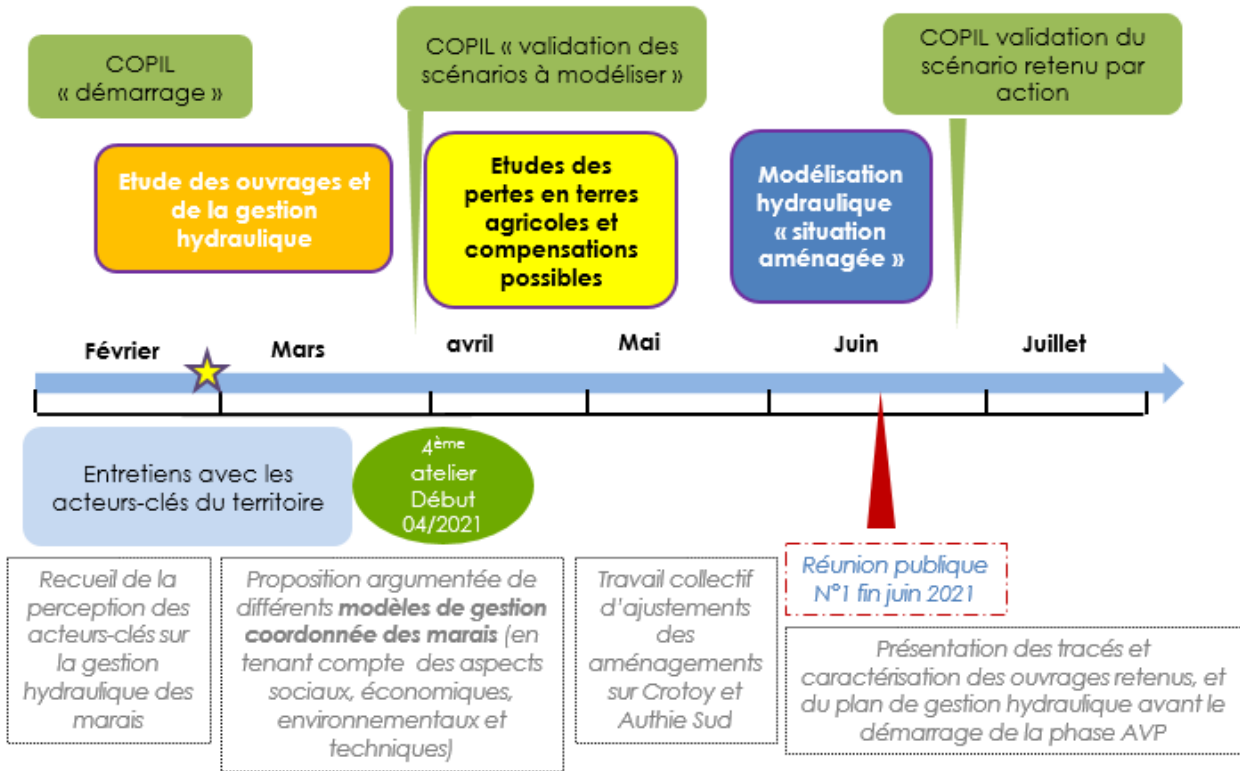 COPIL
« démarrage »
COPIL « validation des
scénarios à modéliser »
COPIL validation du
scénario retenu par
action
Etude des ouvrages et
de la gestion
hydraulique
Etudes des
pertes en terres
agricoles et
compensations
possibles
Modélisation
hydraulique
« situation
aménagée »
Février
Mars
avril
Mai
Juin
Juillet
Entretiens avec les
acteurs-clés du territoire
4ème
atelier
Début
04/2021
Recueil de la
perception des
acteurs-clés sur
la gestion
hydraulique des
marais
Proposition argumentée de
différents modèles de gestion
coordonnée des marais (en
tenant compte des aspects
sociaux, économiques,
environnementaux et
techniques)
Travail collectif
d'ajustements
des
aménagements
sur Crotoy et
Authie Sud
Réunion publique
N°1 fin juin 2021
Présentation des tracés et
caractérisation des ouvrages retenus, et
du plan de gestion hydraulique avant le
démarrage de la phase AVP